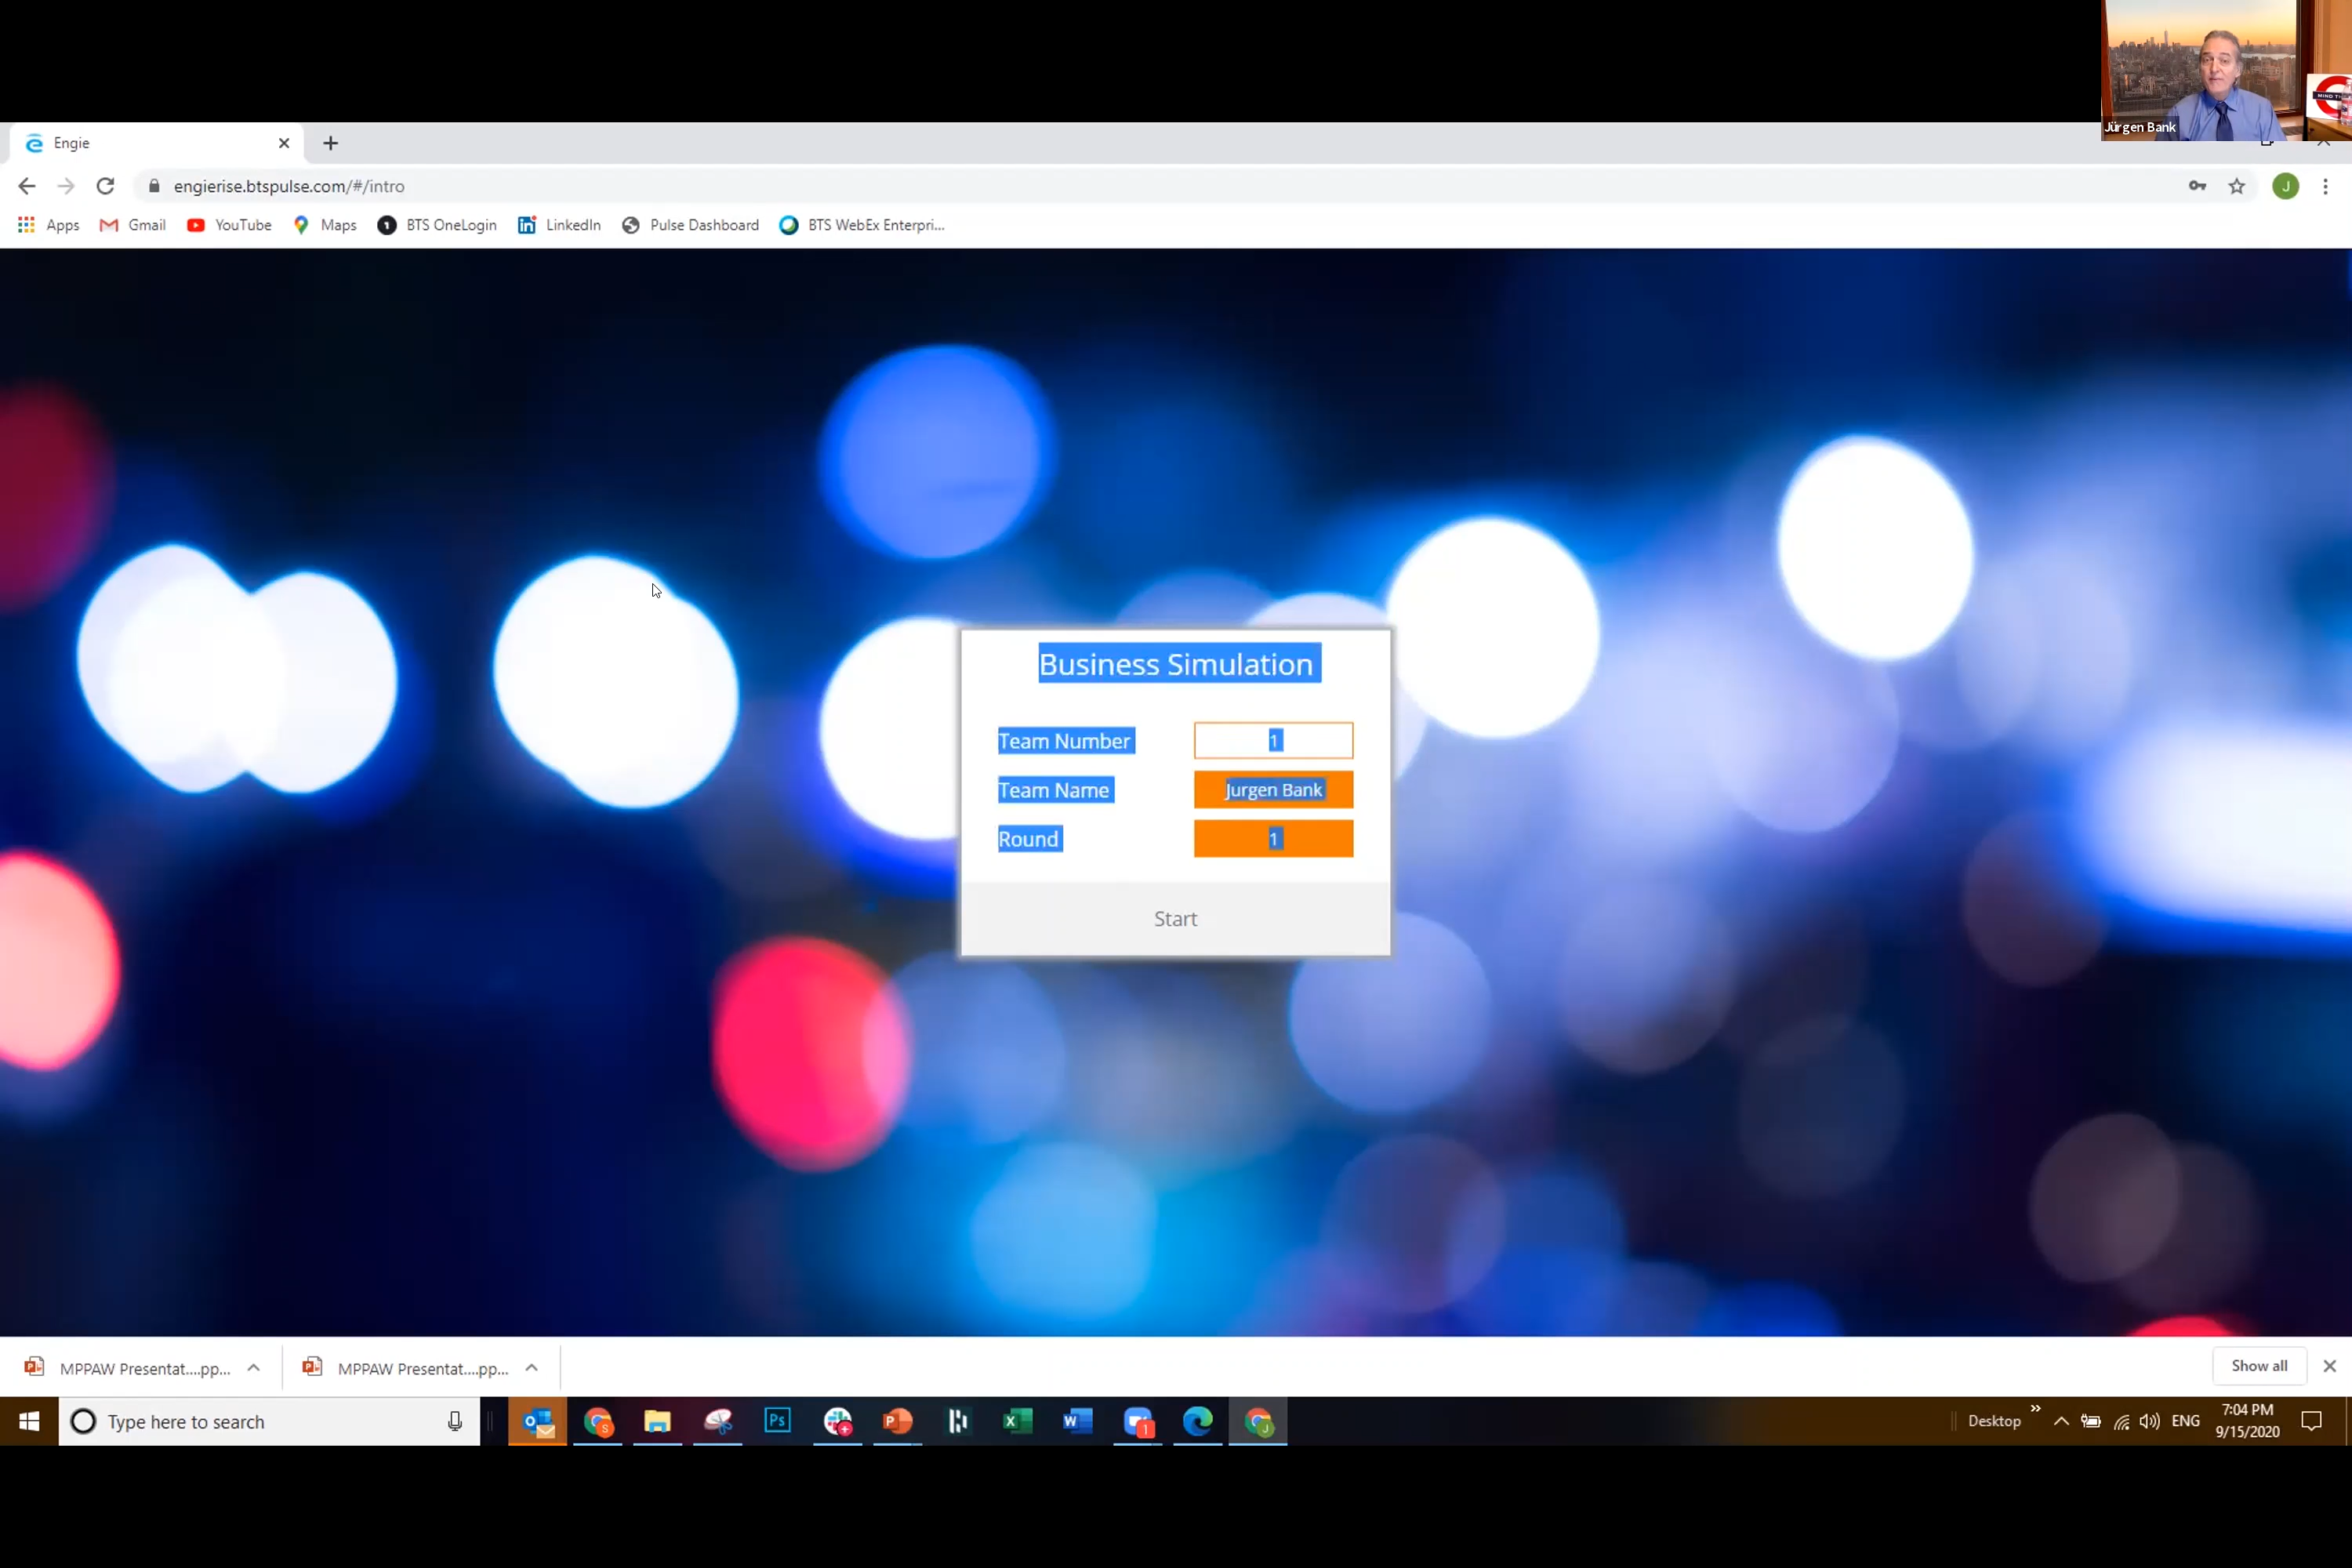 Jürgen Bank
Engie
engierise.btspulse.com/#/intro
J
Apps Gmail YouTube Maps BTS OneLogin LinkedIn Pulse Dashboard BTS WebEx Enterpri...
Business Simulation
Team Number 1
Team Name Jurgen Bank
Round 1
Start
MPPAW Presentat....pp... MPPAW Presentat....pp... Show all
Type here to search Desktop ENG 7:04 PM
9/15/2020